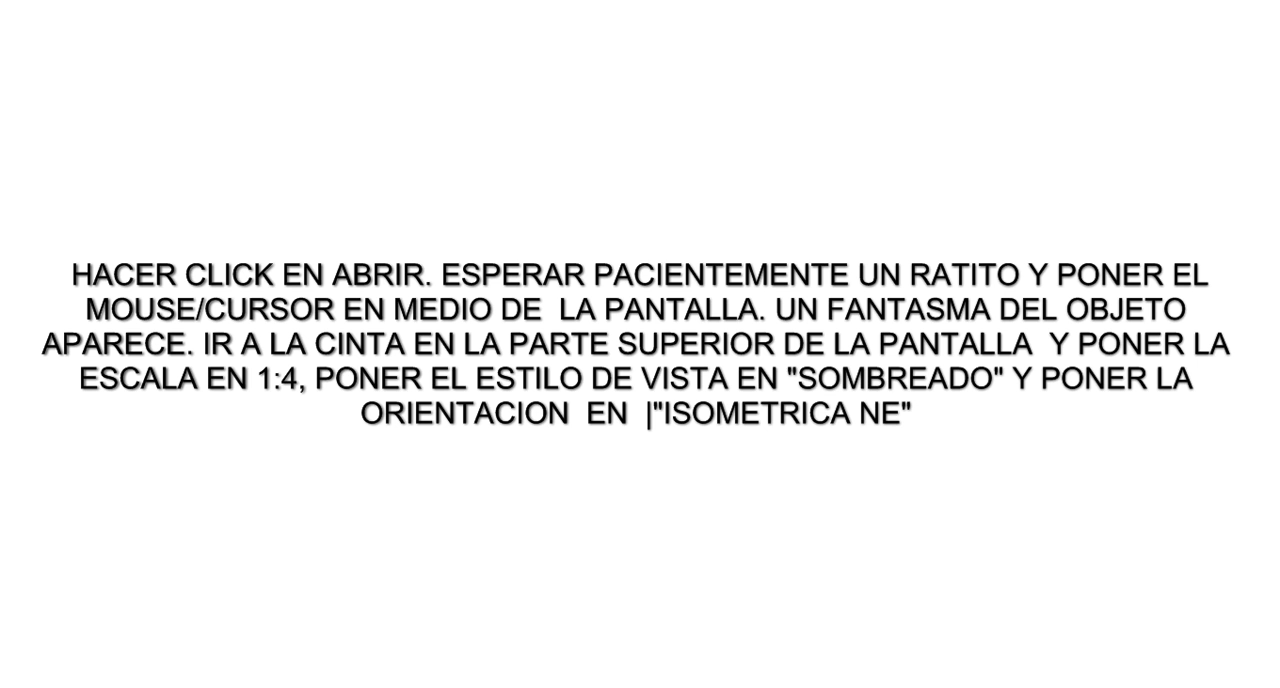 HACER CLICK EN ABRIR. ESPERAR PACIENTEMENTE UN RATITO Y PONER EL
MOUSE/CURSOR EN MEDIO DE  LA PANTALLA. UN FANTASMA DEL OBJETO
APARECE. IR A LA CINTA EN LA PARTE SUPERIOR DE LA PANTALLA  Y PONER LA
ESCALA EN 1:4, PONER EL ESTILO DE VISTA EN "SOMBREADO" Y PONER LA
ORIENTACION  EN  |"ISOMETRICA NE"